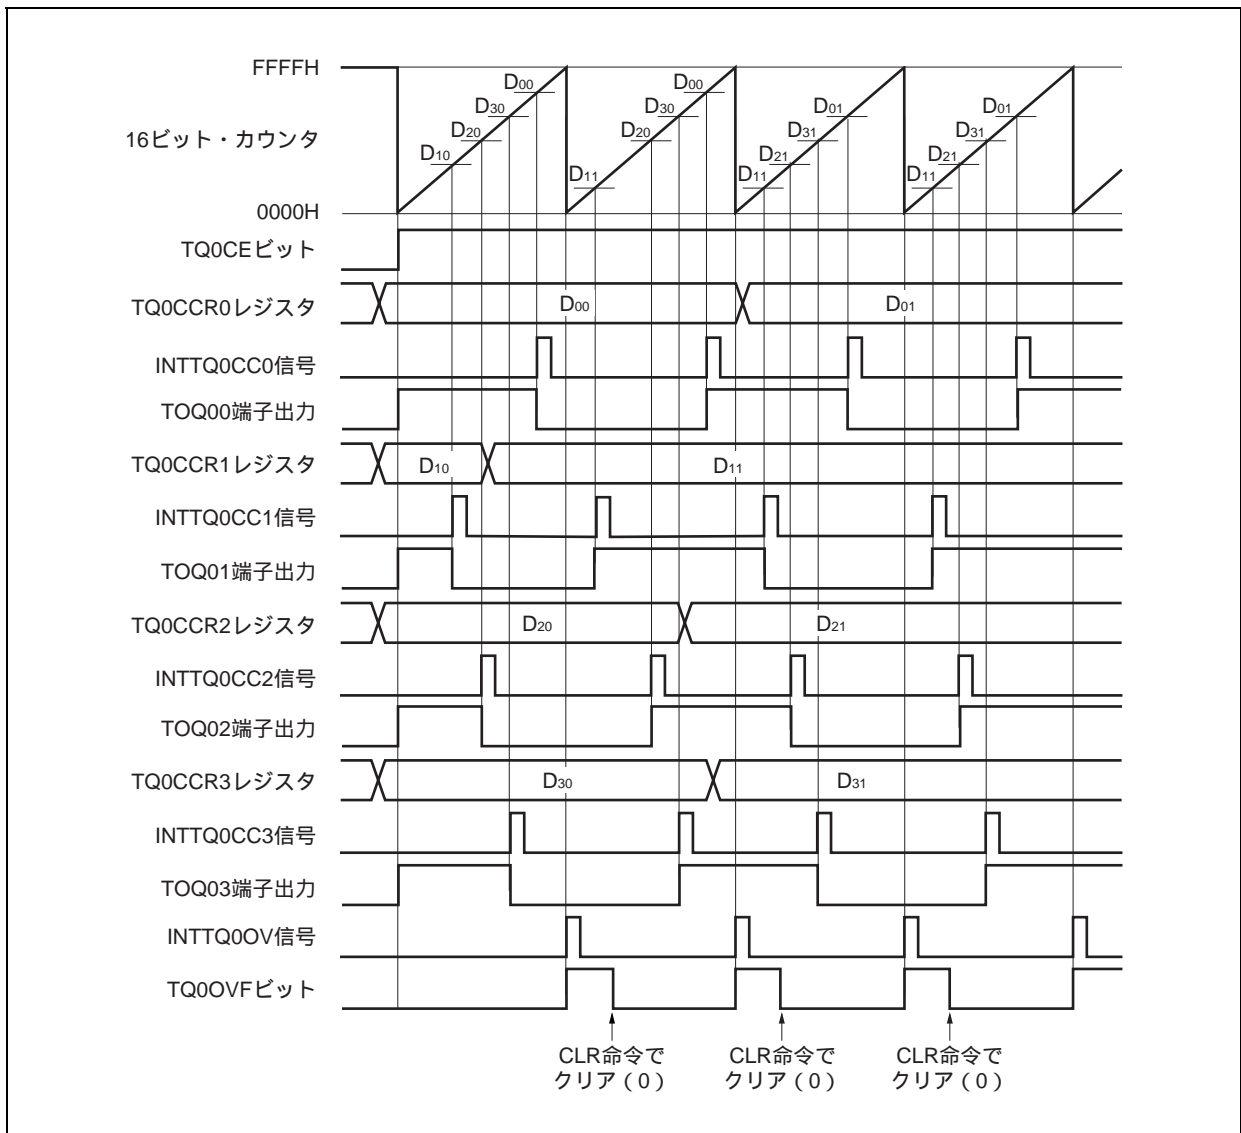 FFFFH
D00
D00
D30
D30
D01
D01
16ビット・カウンタ
D20
D20
D31
D31
D10
D21
D21
D11
D11
D11
0000H
TQ0CEビット
TQ0CCR0レジスタ
D00
D01
INTTQ0CC0信号
TOQ00端子出力
TQ0CCR1レジスタ
D10
D11
INTTQ0CC1信号
TOQ01端子出力
TQ0CCR2レジスタ
D20
D21
INTTQ0CC2信号
TOQ02端子出力
TQ0CCR3レジスタ
D30
D31
INTTQ0CC3信号
TOQ03端子出力
INTTQ0OV信号
TQ0OVFビット
CLR命令で
クリア(0)
CLR命令で
クリア(0)
CLR命令で
クリア(0)